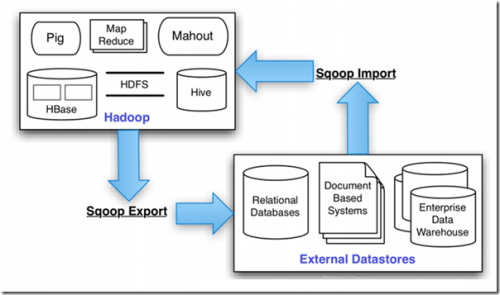 Pig
Map
Reduce
Mahout
HBase
HDFS
Hive
Hadoop
Sqoop Import
Sqoop Export
Relational
Databases
Document
Based
Systems
Enterprise
Data
Warehouse
External Datastores